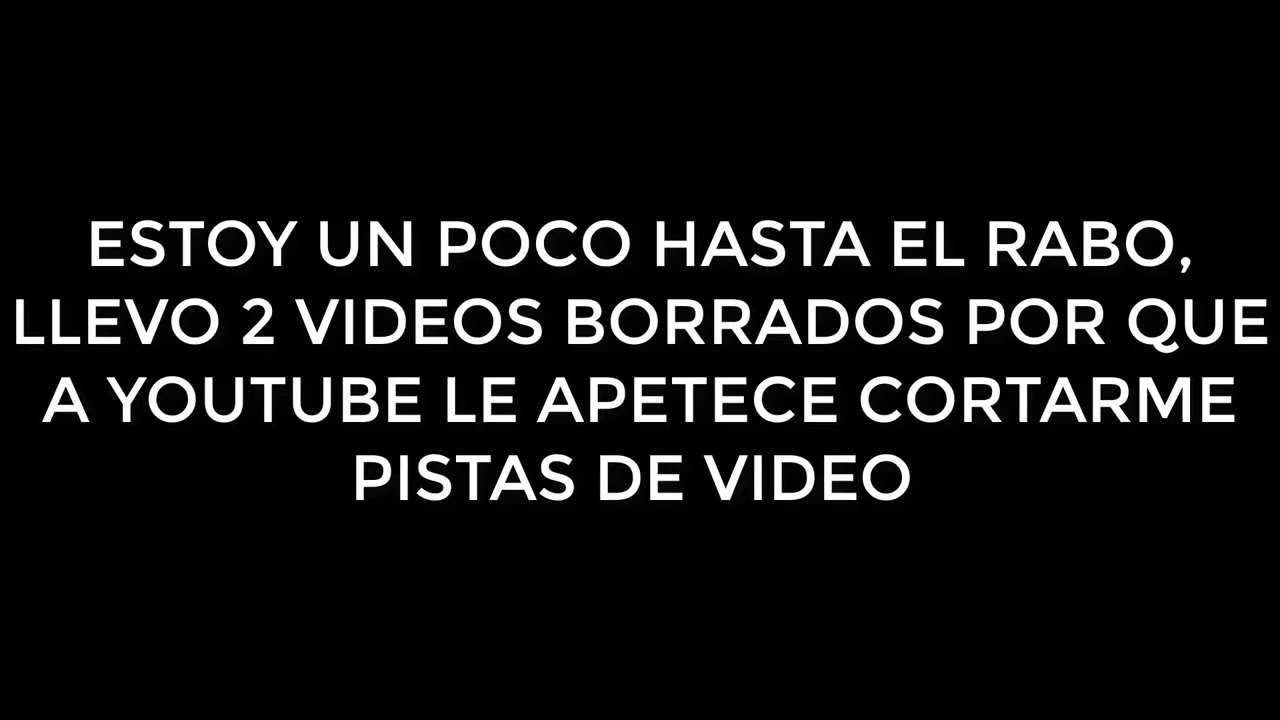 ESTOY UN POCO HASTA EL RABO,
LLEVO 2 VIDEOS BORRADOS POR QUE
A YOUTUBE LE APETECE CORTARME
PISTAS DE VIDEO